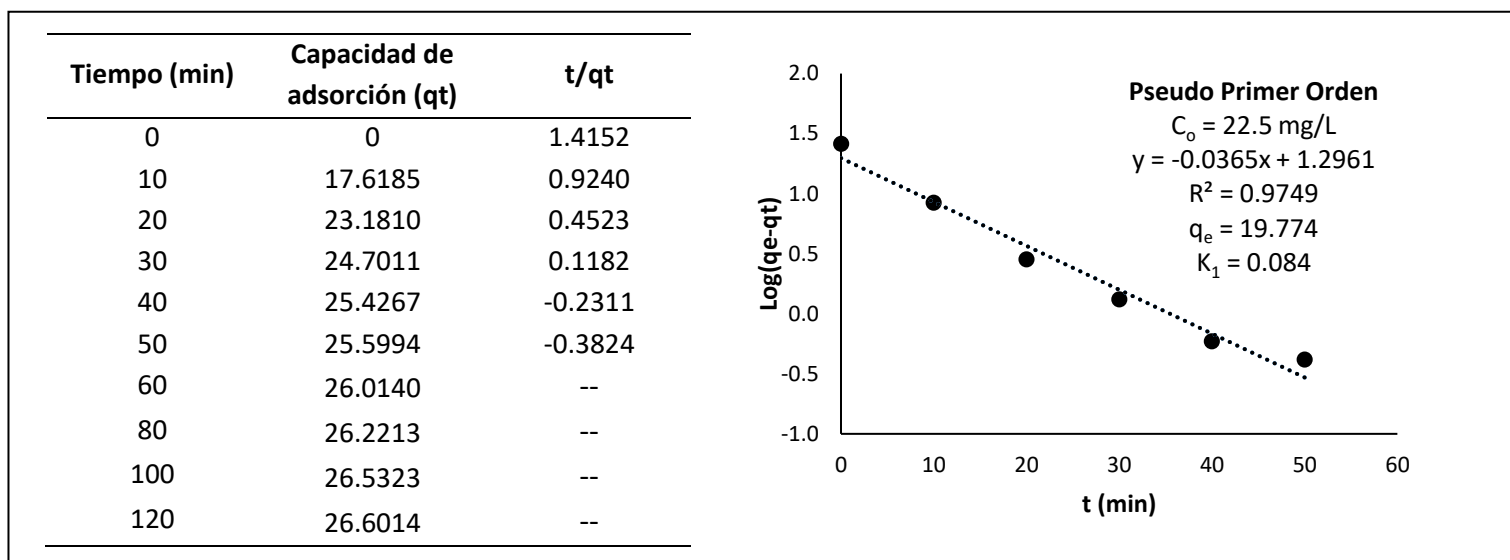 Tiempo (min) Capacidad de adsorción (qt) t/qt
0 0 1.4152
10 17.6185 0.9240
20 23.1810 0.4523
30 24.7011 0.1182
40 25.4267 -0.2311
50 25.5994 -0.3824
60 26.0140 --
80 26.2213 --
100 26.5323 --
120 26.6014 --
Pseudo Primer Orden
Cₒ = 22.5 mg/L
y = -0.0365x + 1.2961
R² = 0.9749
qₑ = 19.774
K₁ = 0.084
Log(qe-qt)
2.0
1.5
1.0
0.5
0.0
-0.5
-1.0
0 10 20 30 40 50 60
t (min)